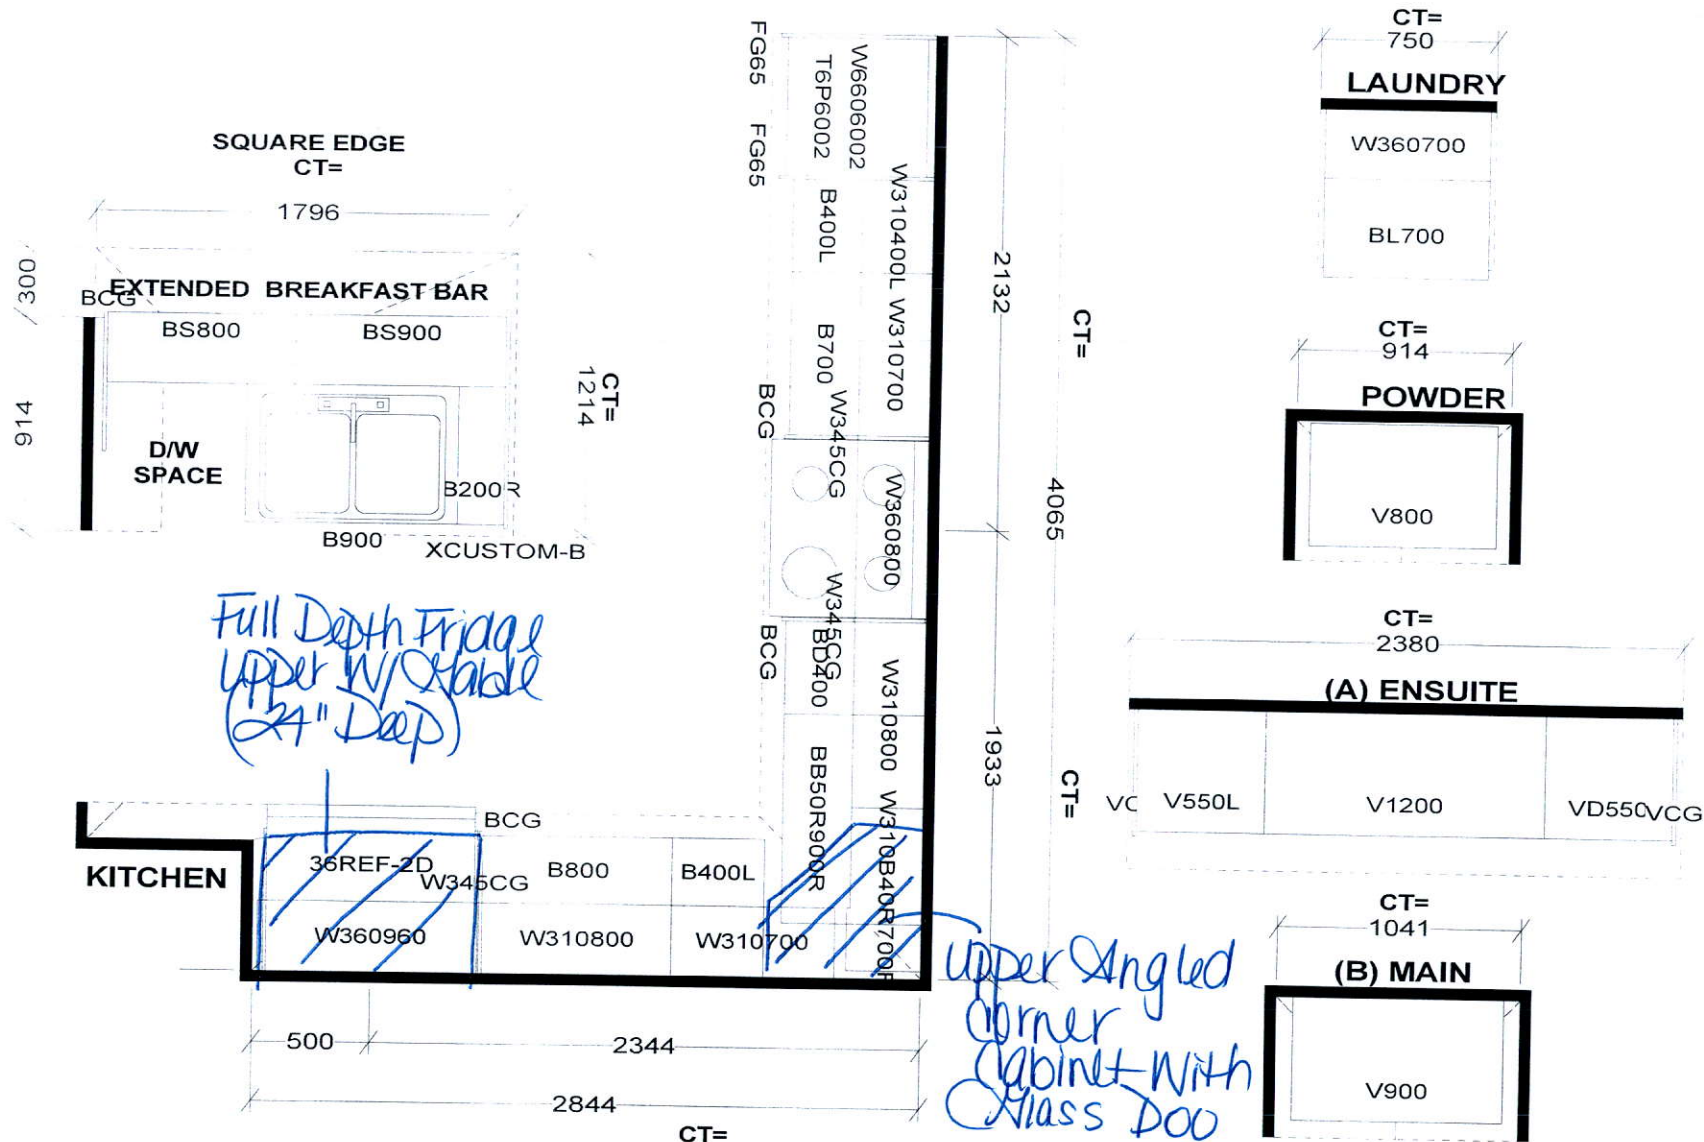 SQUARE EDGE
CT=
1796
300
914
BCG
EXTENDED BREAKFAST BAR
BS800
BS900
D/W
SPACE
B200R
B900
XCUSTOM-B
CT=
1214
FG65
FG65
T6P6002
W6606002
B400L
W310400L
B700
W310700
BCG
W345CG
W360800
W345CG
BCG
BD400
W310800
BB50R900R
W310B40R700R
2132
CT=
4065
1933
CT=
Full Depth Fridge
Upper W/ Gable
(24" Deep)
KITCHEN
BCG
36REF-2D
W345CG
B800
B400L
W360960
W310800
W310700
500
2344
2844
CT=
Upper Angled
Corner
Cabinet With
Glass Doo
CT=
750
LAUNDRY
W360700
BL700
CT=
914
POWDER
V800
CT=
2380
(A) ENSUITE
VC
V550L
V1200
VD550
VCG
CT=
1041
(B) MAIN
V900